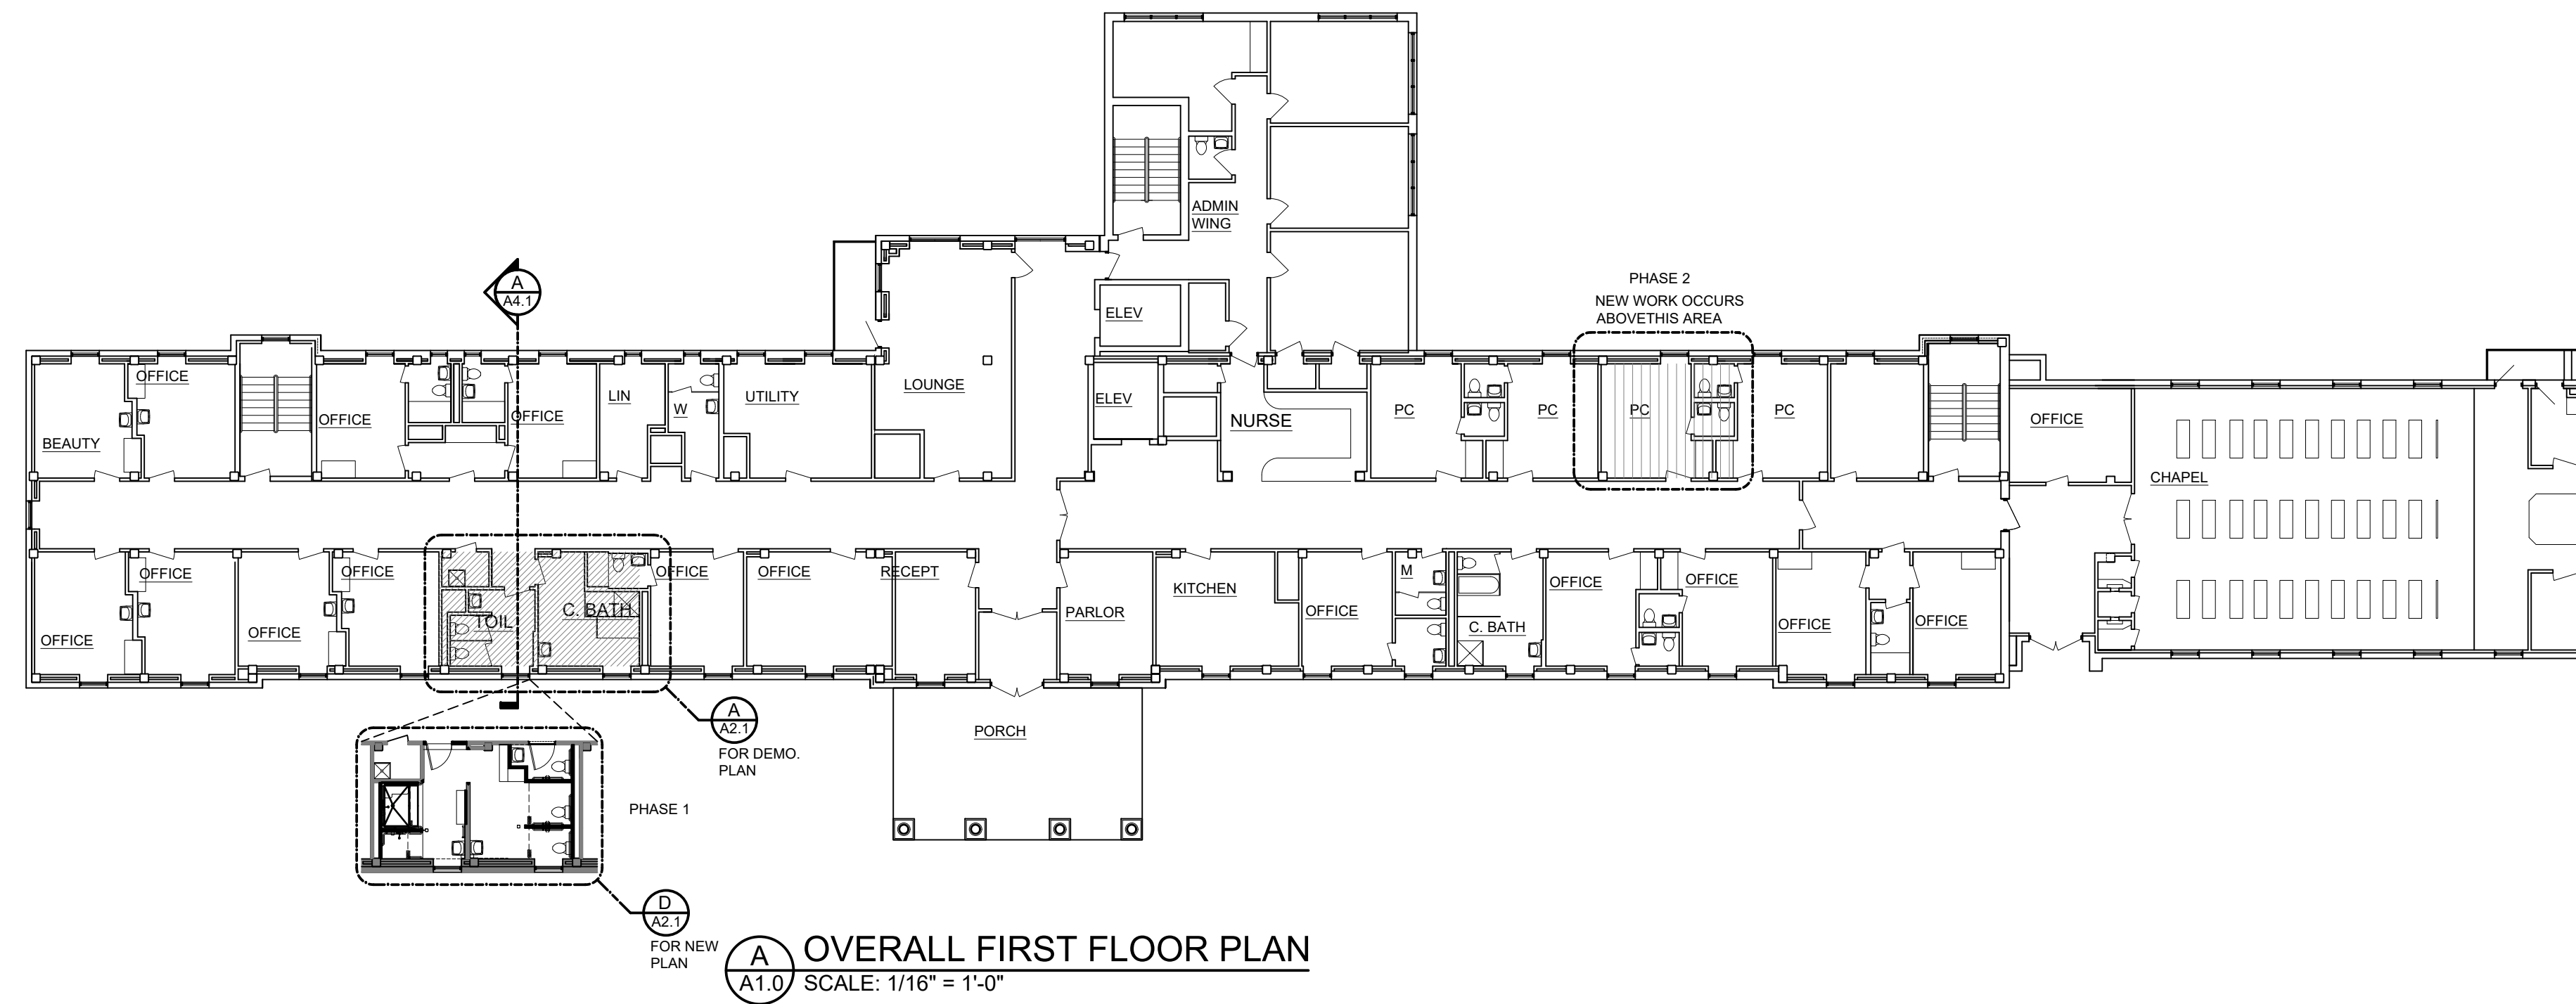 ADMIN
WING
A
A4.1
PHASE 2
NEW WORK OCCURS
ABOVETHIS AREA
ELEV
OFFICE
BEAUTY
OFFICE
OFFICE
LIN
W
UTILITY
LOUNGE
ELEV
NURSE
PC
PC
PC
PC
OFFICE
CHAPEL
OFFICE
OFFICE
OFFICE
OFFICE
TOIL
C. BATH
OFFICE
OFFICE
RECEPT
PARLOR
KITCHEN
OFFICE
M
C. BATH
OFFICE
OFFICE
OFFICE
OFFICE
A
A2.1
FOR DEMO.
PLAN
PORCH
PHASE 1
D
A2.1
FOR NEW
PLAN
A
A1.0
OVERALL FIRST FLOOR PLAN
SCALE: 1/16" = 1'-0"